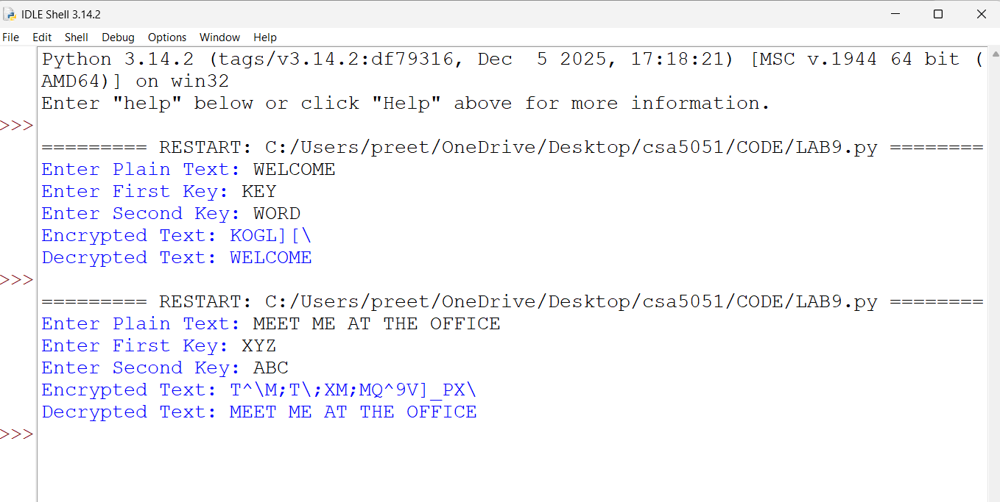 IDLE Shell 3.14.2
File Edit Shell Debug Options Window Help
Python 3.14.2 (tags/v3.14.2:df79316, Dec  5 2025, 17:18:21) [MSC v.1944 64 bit (
AMD64)] on win32
Enter "help" below or click "Help" above for more information.
>>>
========= RESTART: C:/Users/preet/OneDrive/Desktop/csa5051/CODE/LAB9.py ========
Enter Plain Text: WELCOME
Enter First Key: KEY
Enter Second Key: WORD
Encrypted Text: KOGL][\
Decrypted Text: WELCOME
>>>
========= RESTART: C:/Users/preet/OneDrive/Desktop/csa5051/CODE/LAB9.py ========
Enter Plain Text: MEET ME AT THE OFFICE
Enter First Key: XYZ
Enter Second Key: ABC
Encrypted Text: T^\M;T\;XM;MQ^9V]_PX\
Decrypted Text: MEET ME AT THE OFFICE
>>>